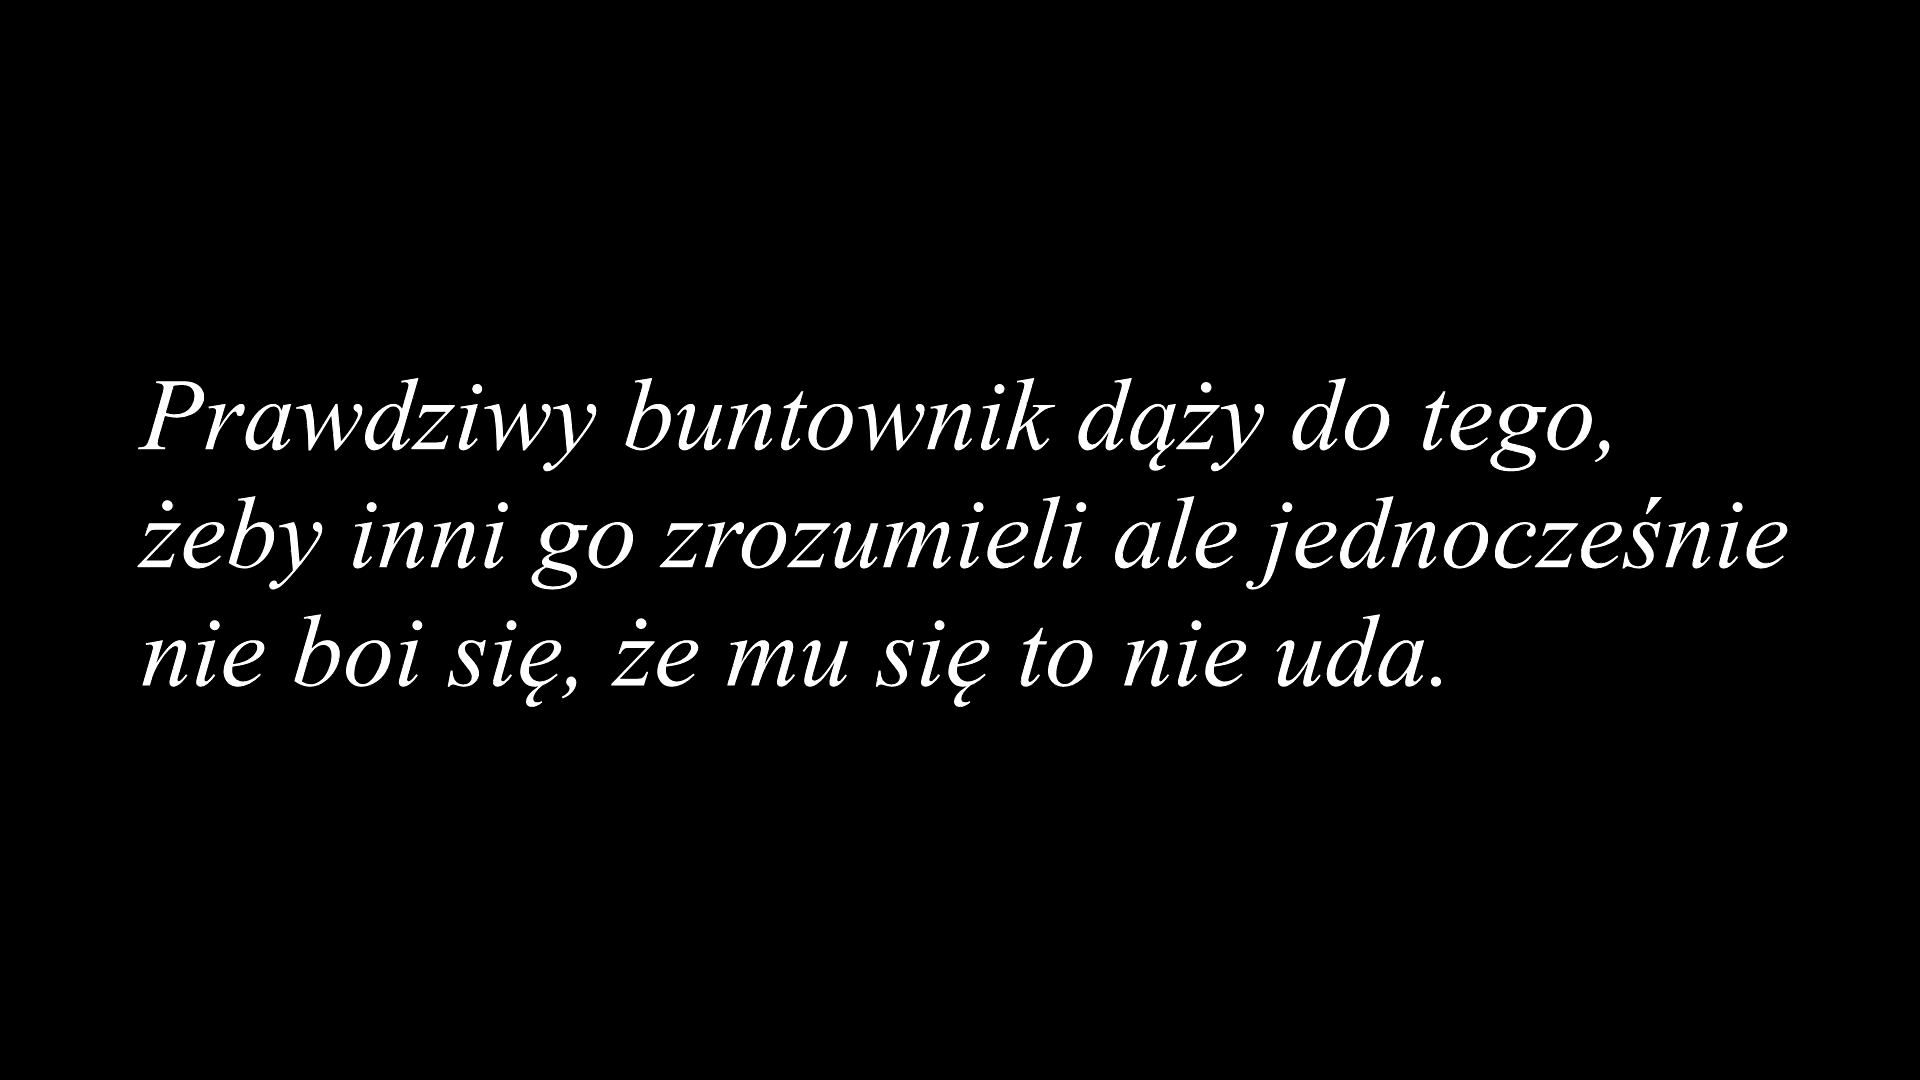 Prawdziwy buntownik dąży do tego,
żeby inni go zrozumieli ale jednocześnie
nie boi się, że mu się to nie uda.